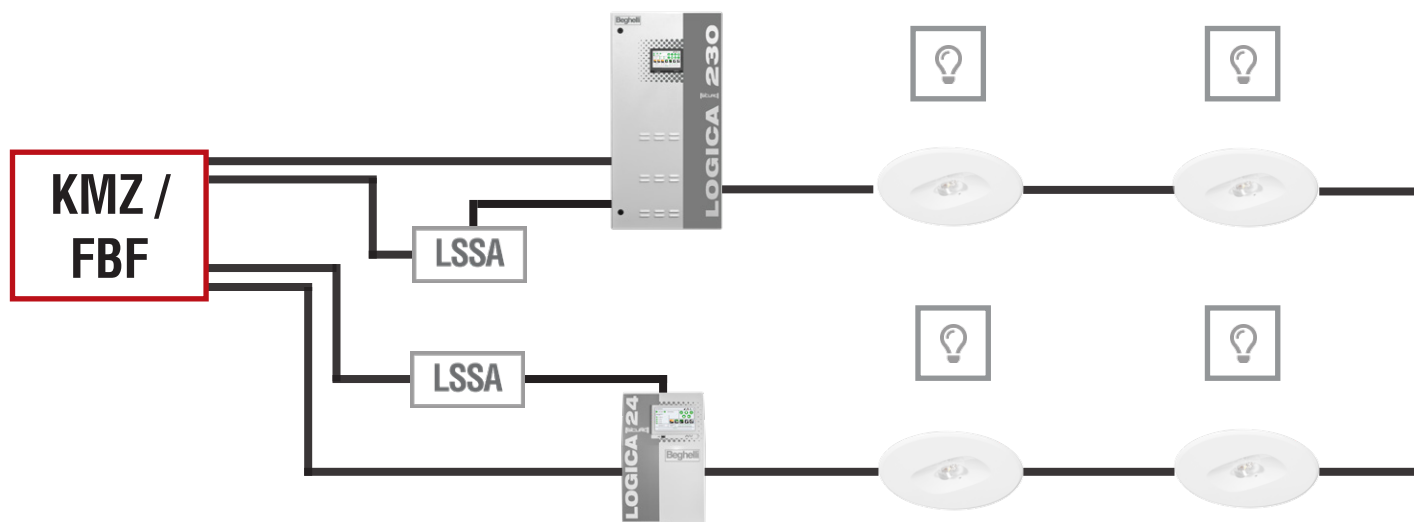 Beghelli
LOGICA 230
KMZ /
FBF
LSSA
LSSA
LOGICA 24
Beghelli